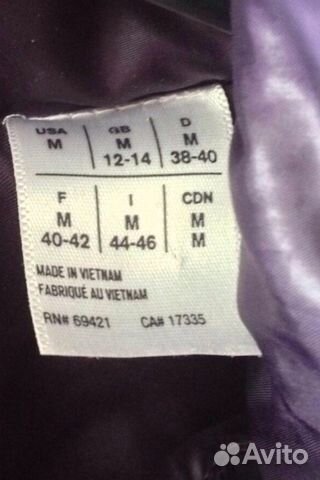 USA GB D
M M M
12-14 38-40
F I CDN
M M M
40-42 44-46 M
MADE IN VIETNAM
FABRIQUÉ AU VIETNAM
RN# 69421 CA# 17335
Avito